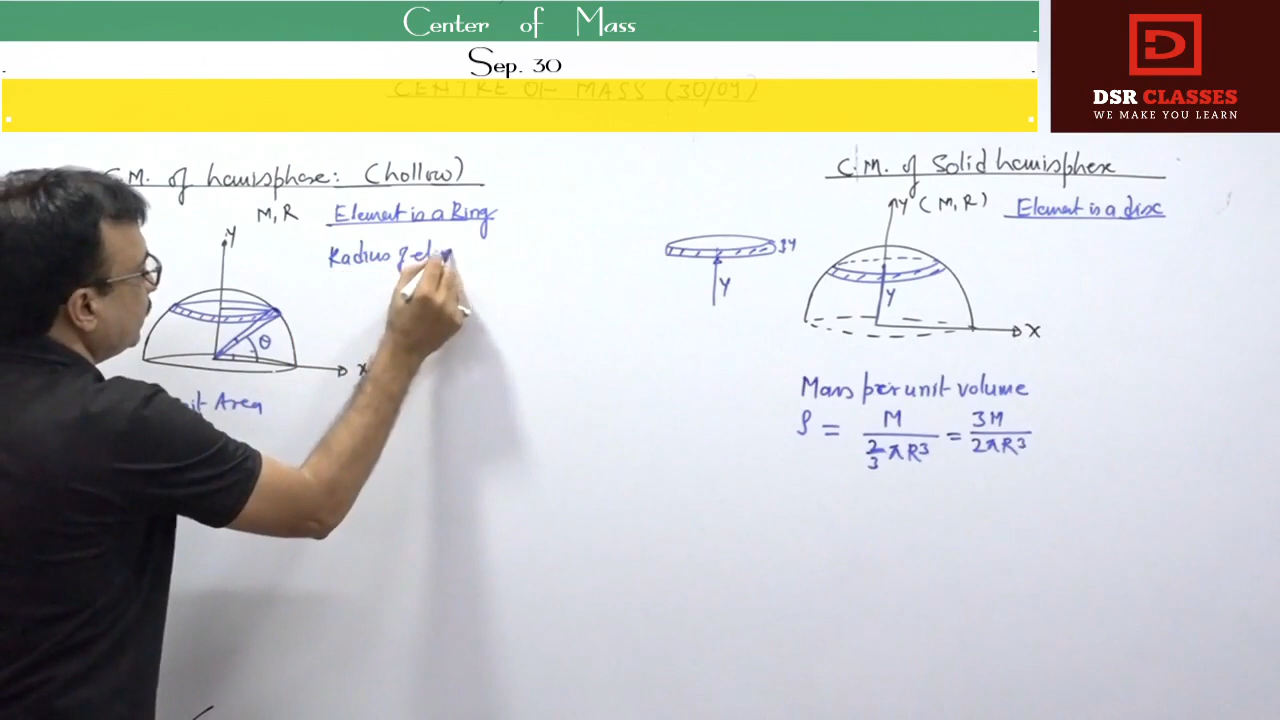 Center of Mass
Sep. 30
CENTRE OF MASS (30/09)
DSR CLASSES
WE MAKE YOU LEARN
C.M. of hemisphere: (hollow)
M, R
Element is a Ring
Radius of el
Y
θ
X
Unit Area
C.M. of Solid hemisphere
Y (M, R)
Element is a disc
dY
Y
Y
X
Mass per unit volume
ρ = M / (2/3 πR³) = 3M / 2πR³